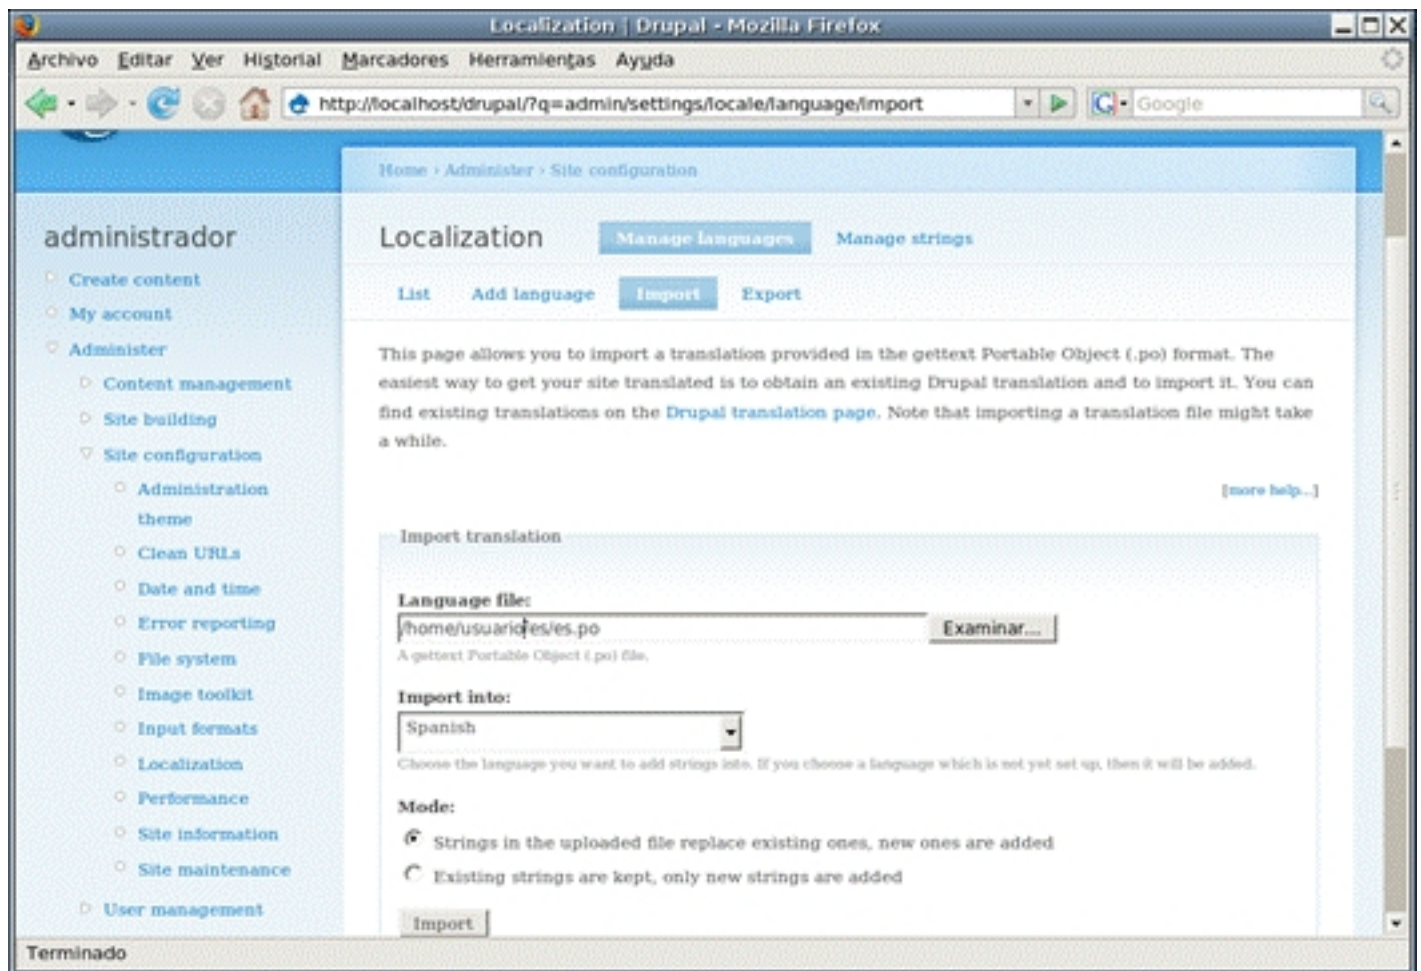 Localization | Drupal - Mozilla Firefox
Archivo Editar Ver Historial Marcadores Herramientas Ayuda
http://localhost/drupal/?q=admin/settings/locale/language/import
Google
Home › Administer › Site configuration
administrador
Create content
My account
Administer
Content management
Site building
Site configuration
Administration
theme
Clean URLs
Date and time
Error reporting
File system
Image toolkit
Input formats
Localization
Performance
Site information
Site maintenance
User management
Localization Manage languages Manage strings
List Add language Import Export
This page allows you to import a translation provided in the gettext Portable Object (.po) format. The
easiest way to get your site translated is to obtain an existing Drupal translation and to import it. You can
find existing translations on the Drupal translation page. Note that importing a translation file might take
a while.
[more help...]
Import translation
Language file:
/home/usuario/es/es.po Examinar...
A gettext Portable Object (.po) file.
Import into:
Spanish
Choose the language you want to add strings into. If you choose a language which is not yet set up, then it will be added.
Mode:
Strings in the uploaded file replace existing ones, new ones are added
Existing strings are kept, only new strings are added
Import
Terminado